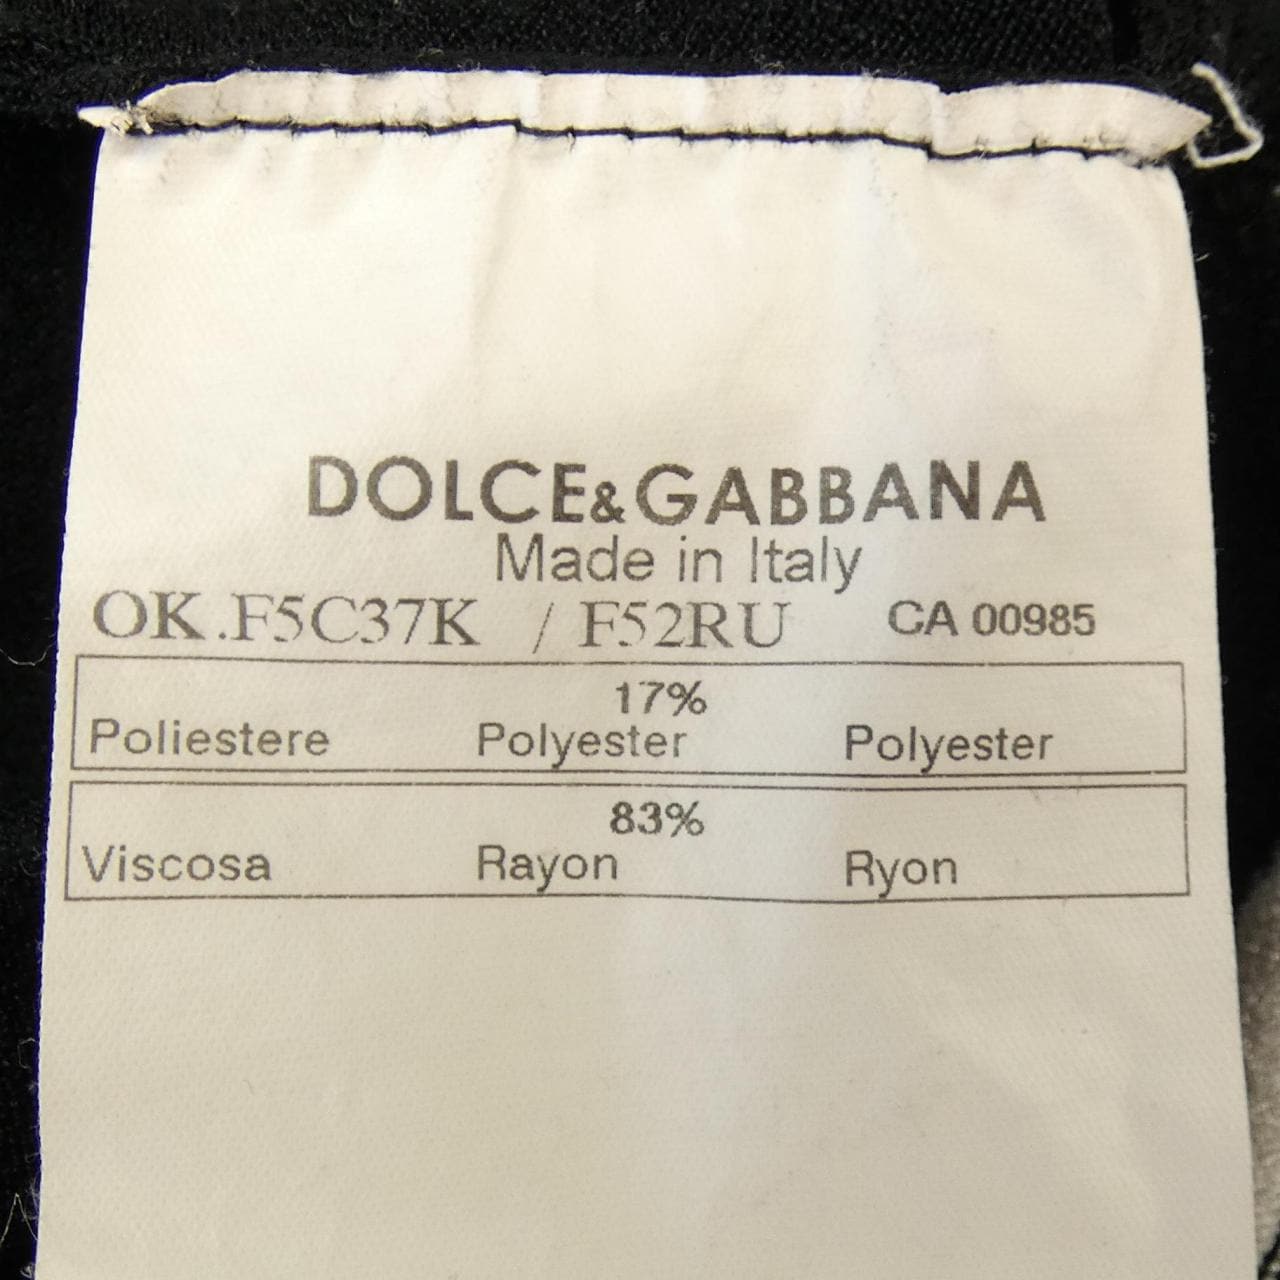 DOLCE&GABBANA
Made in Italy
OK.F5C37K / F52RU CA 00985
17%
Poliestere Polyester Polyester
83%
Viscosa Rayon Ryon